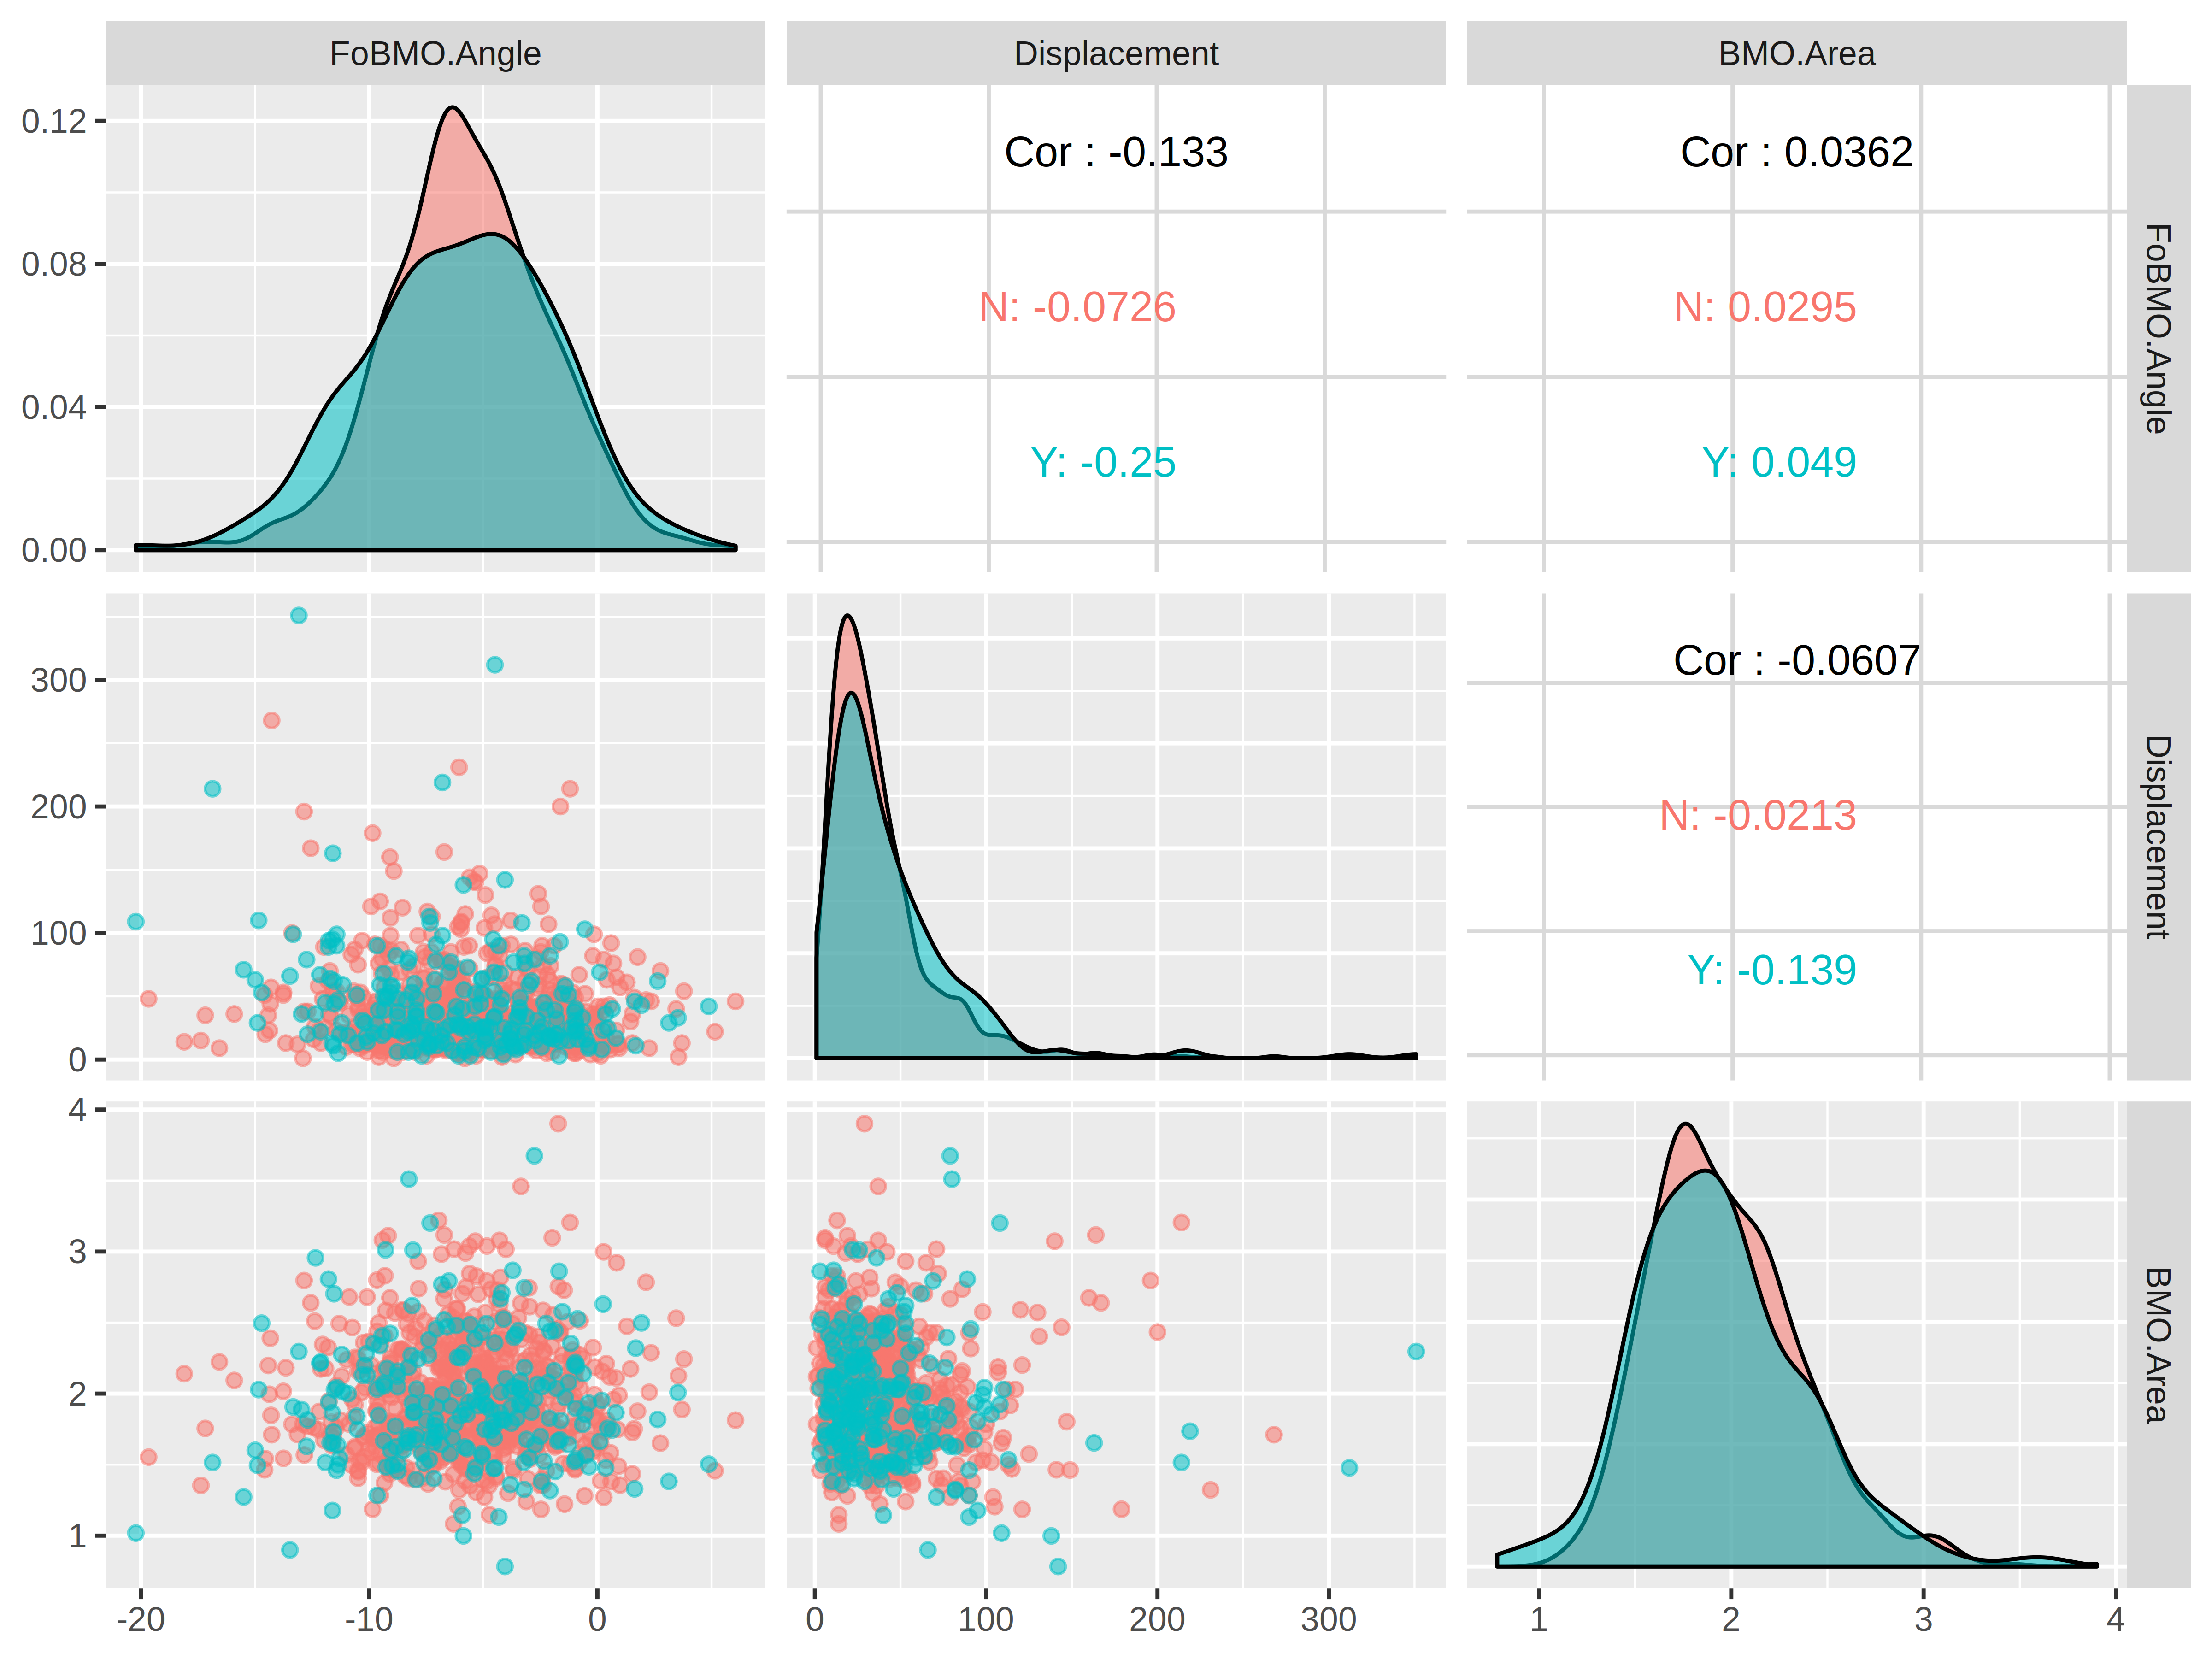 FoBMO.Angle
Displacement
BMO.Area
0.12
0.08
0.04
0.00
Cor : -0.133
N: -0.0726
Y: -0.25
Cor : 0.0362
N: 0.0295
Y: 0.049
FoBMO.Angle
300
200
100
0
Cor : -0.0607
N: -0.0213
Y: -0.139
Displacement
4
3
2
1
BMO.Area
-20 -10 0
0 100 200 300
1 2 3 4